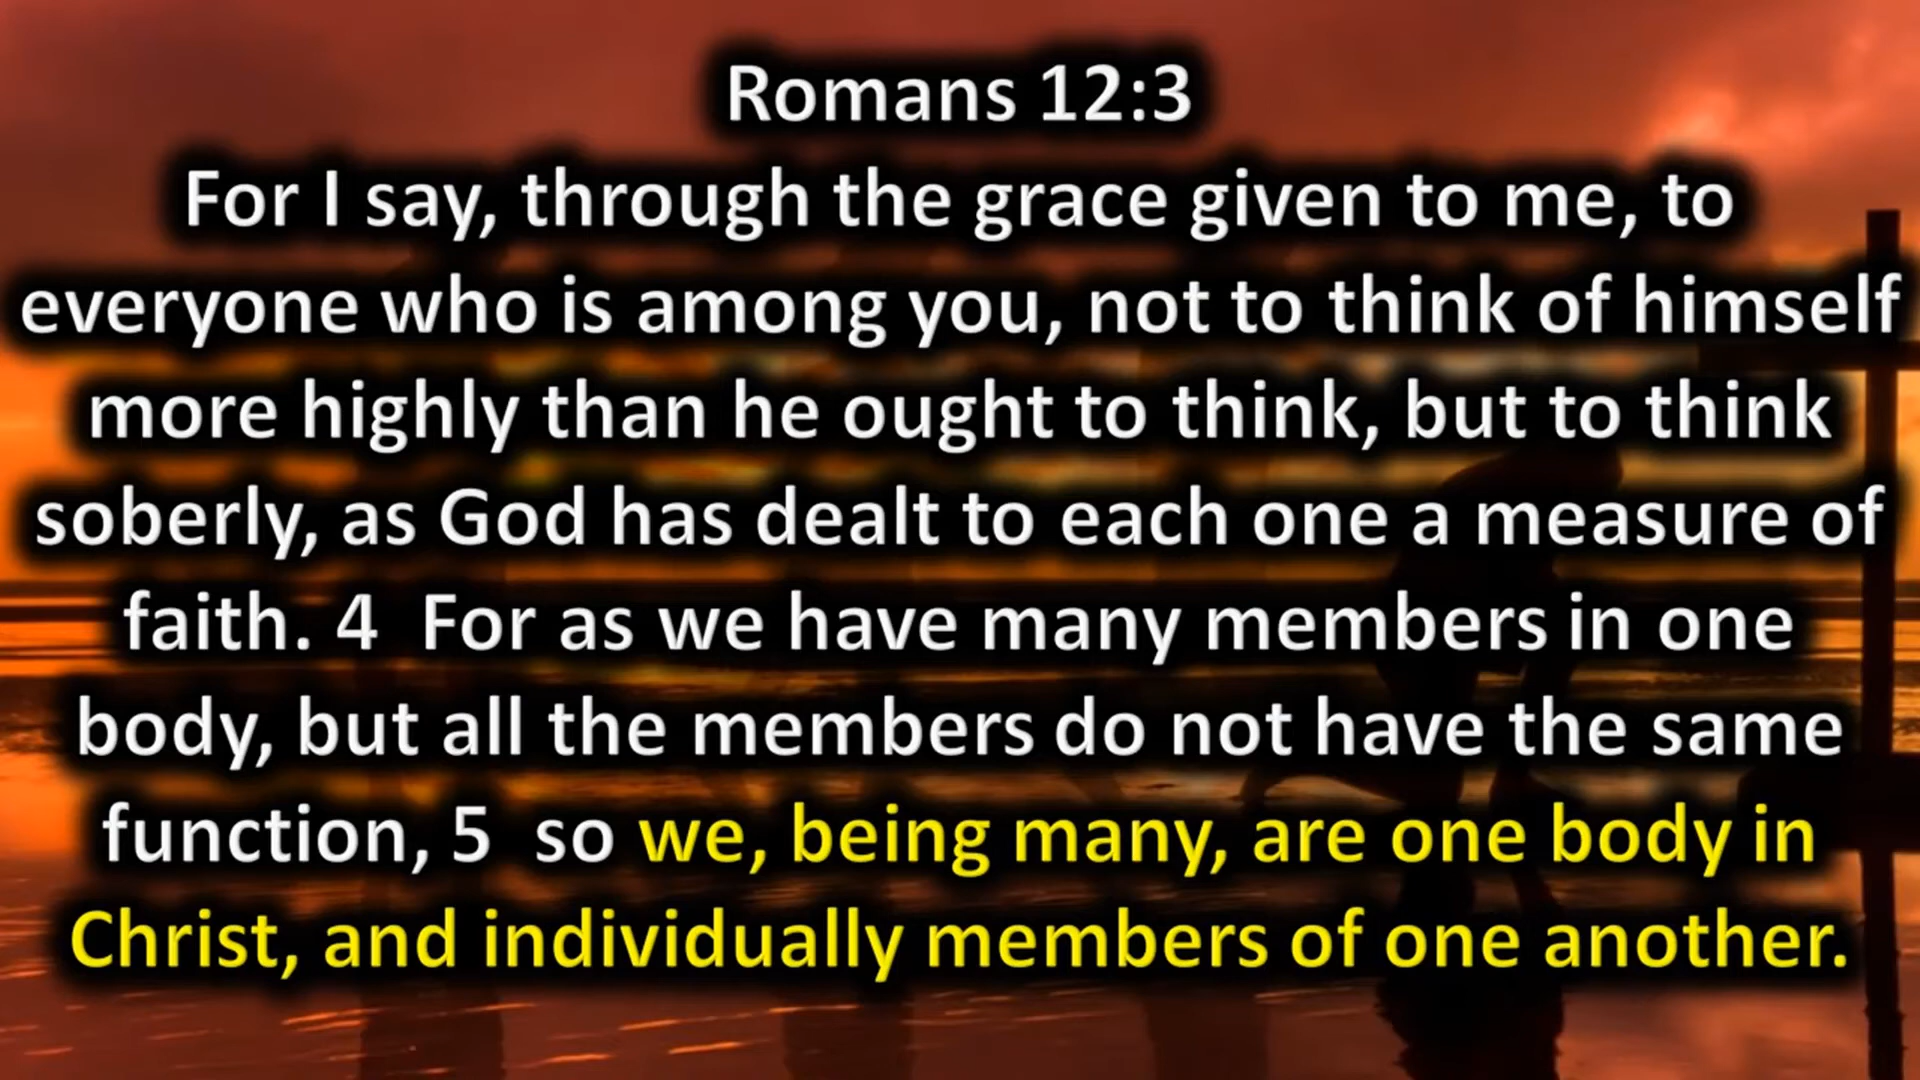 Romans 12:3
For I say, through the grace given to me, to
everyone who is among you, not to think of himself
more highly than he ought to think, but to think
soberly, as God has dealt to each one a measure of
faith. 4  For as we have many members in one
body, but all the members do not have the same
function, 5  so we, being many, are one body in
Christ, and individually members of one another.